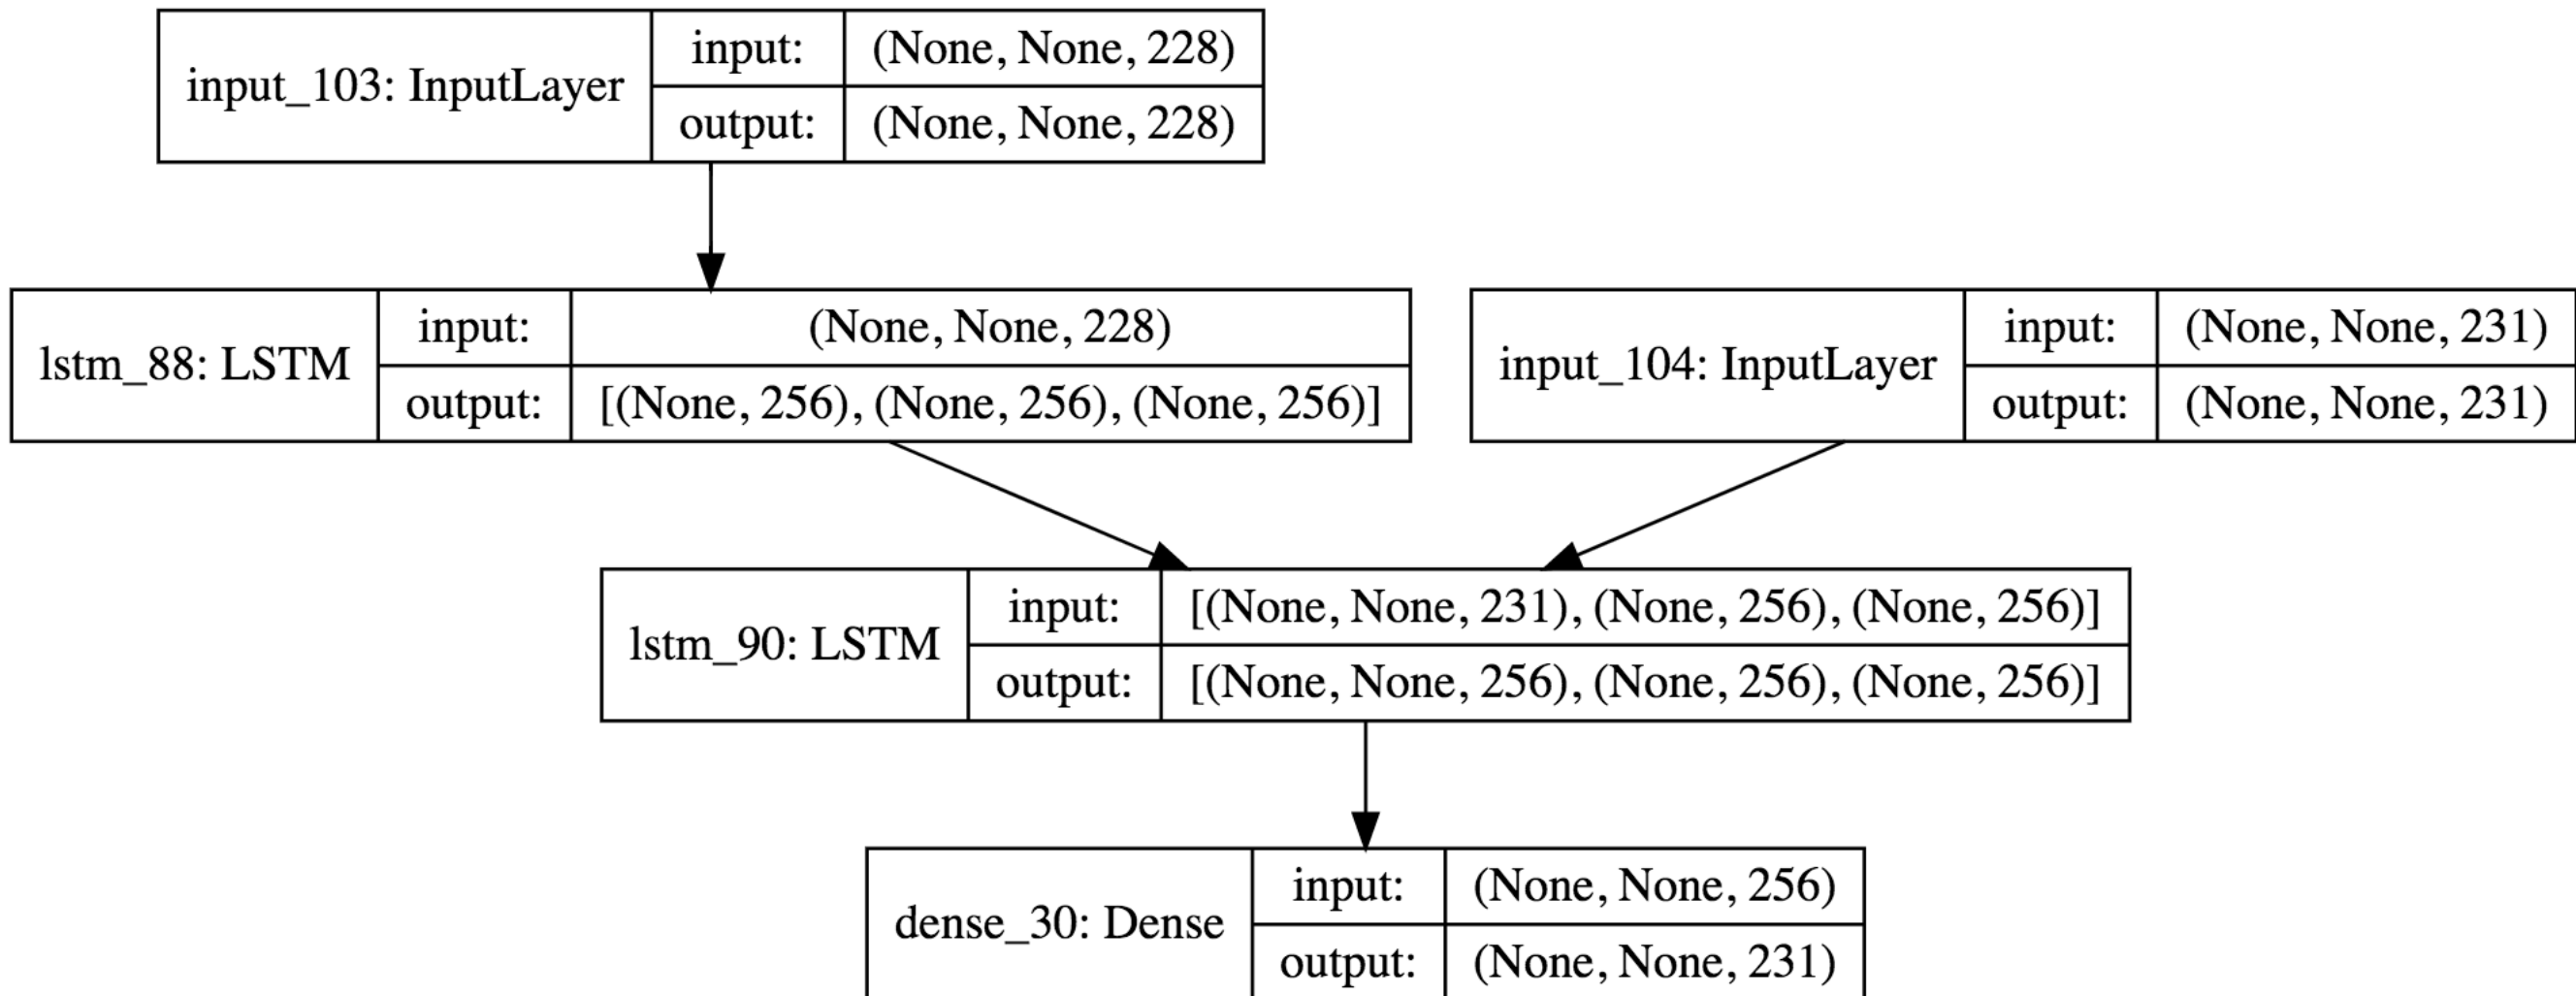 input_103: InputLayer
input:
(None, None, 228)
output:
(None, None, 228)
lstm_88: LSTM
input:
(None, None, 228)
output:
[(None, 256), (None, 256), (None, 256)]
input_104: InputLayer
input:
(None, None, 231)
output:
(None, None, 231)
lstm_90: LSTM
input:
[(None, None, 231), (None, 256), (None, 256)]
output:
[(None, None, 256), (None, 256), (None, 256)]
dense_30: Dense
input:
(None, None, 256)
output:
(None, None, 231)